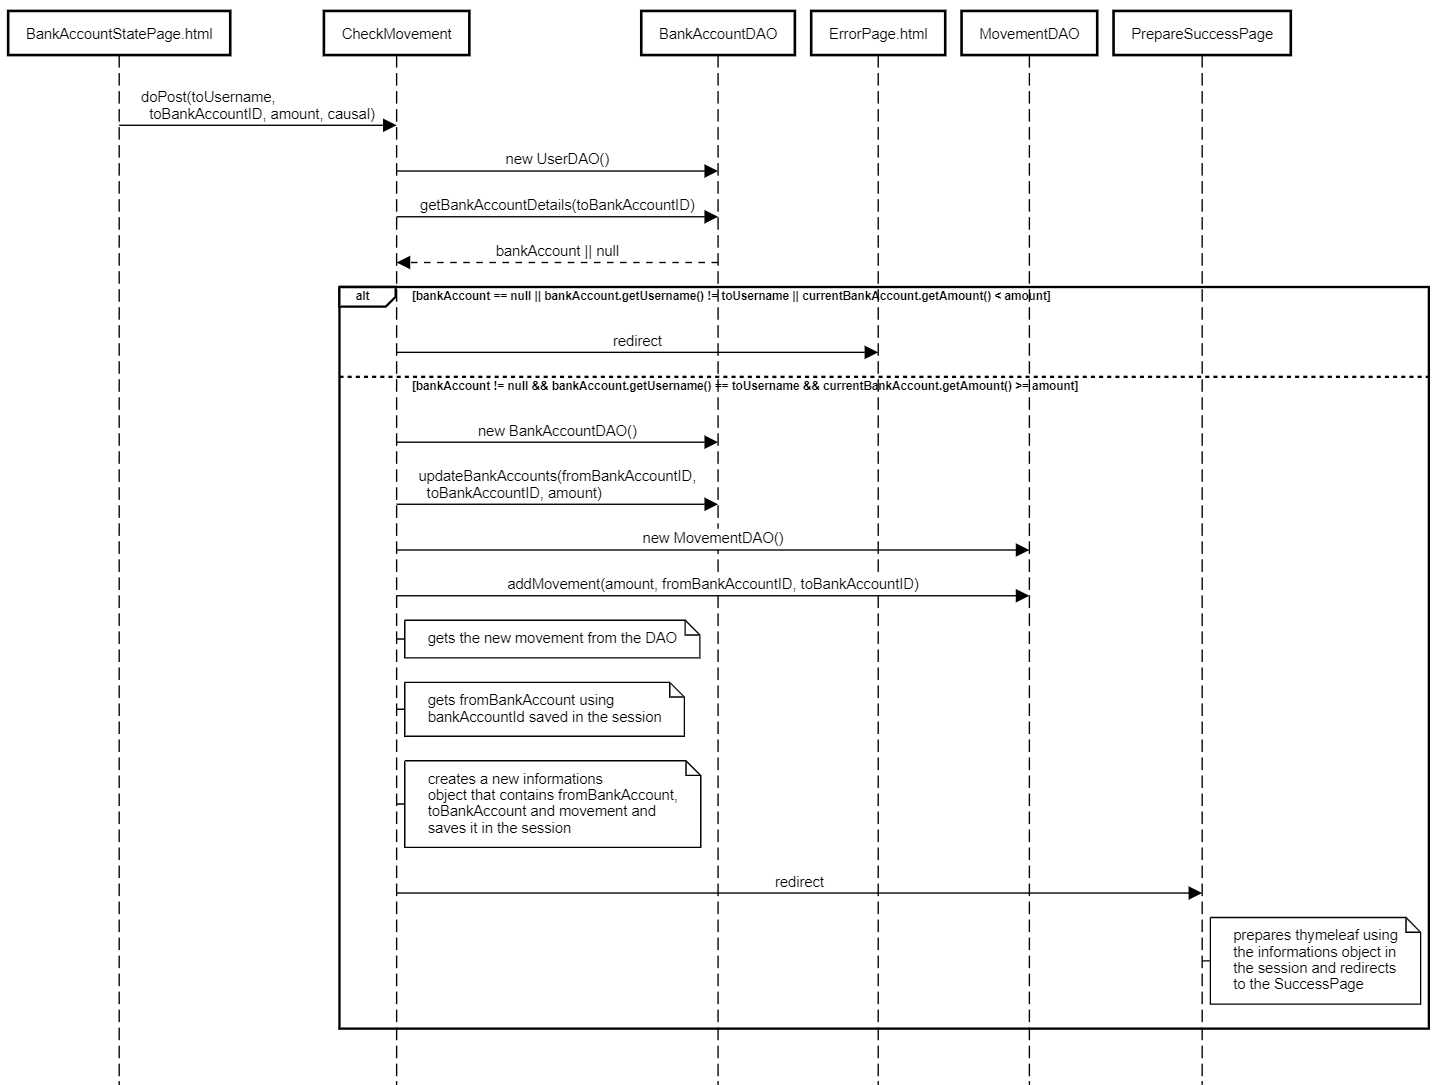 BankAccountStatePage.html
CheckMovement
BankAccountDAO
ErrorPage.html
MovementDAO
PrepareSuccessPage
doPost(toUsername,
toBankAccountID, amount, causal)
new UserDAO()
getBankAccountDetails(toBankAccountID)
bankAccount || null
alt
[bankAccount == null || bankAccount.getUsername() != toUsername || currentBankAccount.getAmount() < amount]
redirect
[bankAccount != null && bankAccount.getUsername() == toUsername && currentBankAccount.getAmount() >= amount]
new BankAccountDAO()
updateBankAccounts(fromBankAccountID,
toBankAccountID, amount)
new MovementDAO()
addMovement(amount, fromBankAccountID, toBankAccountID)
gets the new movement from the DAO
gets fromBankAccount using
bankAccountId saved in the session
creates a new informations
object that contains fromBankAccount,
toBankAccount and movement and
saves it in the session
redirect
prepares thymeleaf using
the informations object in
the session and redirects
to the SuccessPage